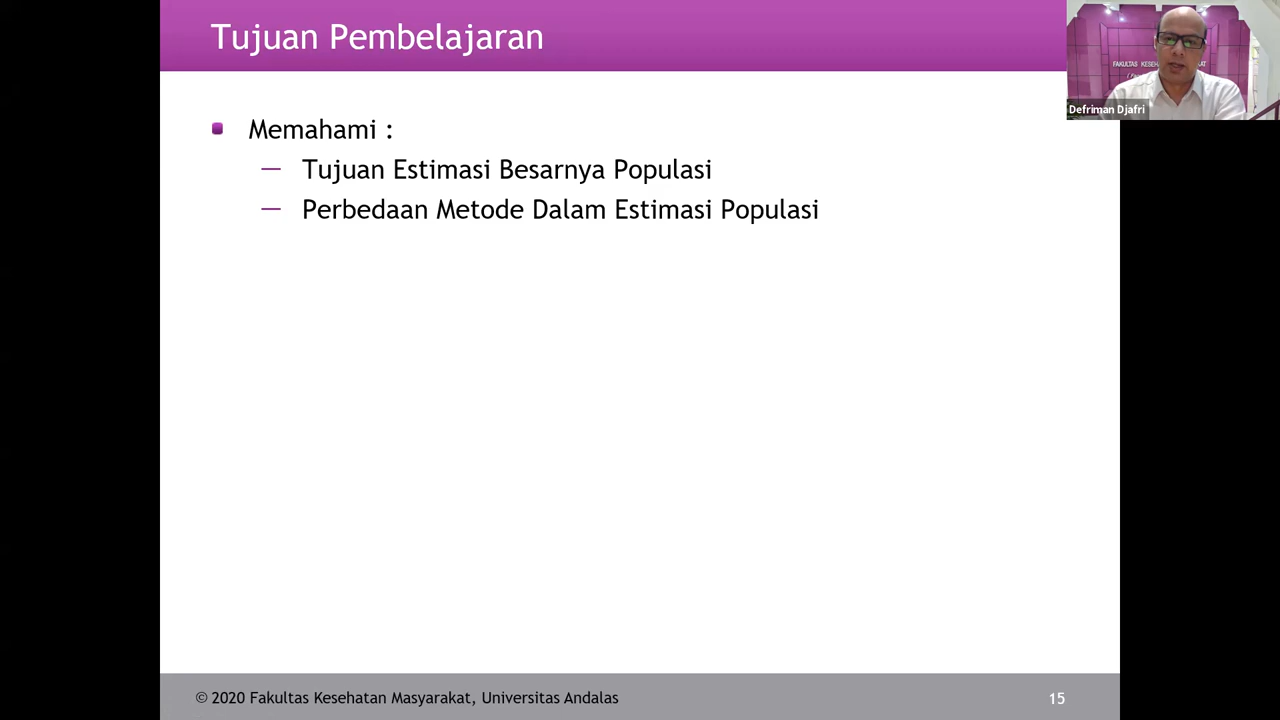 Tujuan Pembelajaran
Memahami :
— Tujuan Estimasi Besarnya Populasi
— Perbedaan Metode Dalam Estimasi Populasi
Defriman Djafri
© 2020 Fakultas Kesehatan Masyarakat, Universitas Andalas
15